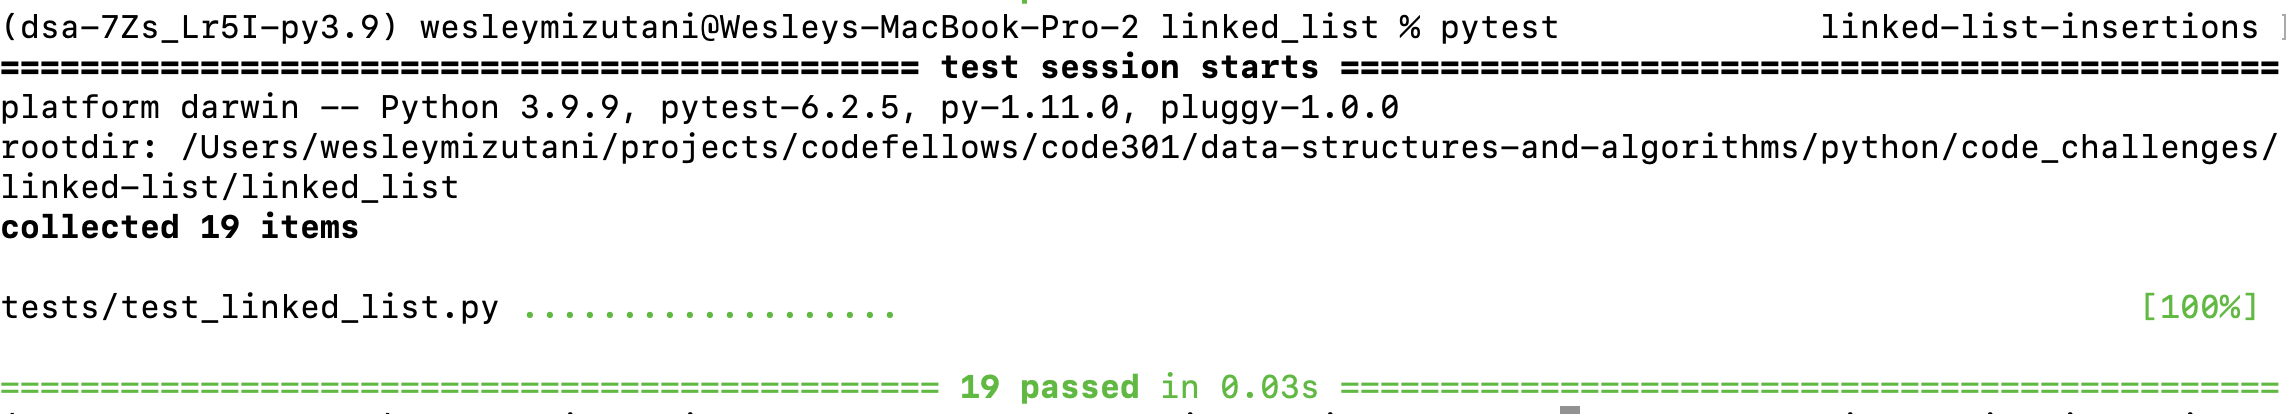 (dsa-7Zs_Lr5I-py3.9) wesleymizutani@Wesleys-MacBook-Pro-2 linked_list % pytest linked-list-insertions ]
============================================== test session starts ===============================================
platform darwin -- Python 3.9.9, pytest-6.2.5, py-1.11.0, pluggy-1.0.0
rootdir: /Users/wesleymizutani/projects/codefellows/code301/data-structures-and-algorithms/python/code_challenges/
linked-list/linked_list
collected 19 items
tests/test_linked_list.py ................... [100%]
=============================================== 19 passed in 0.03s ===============================================